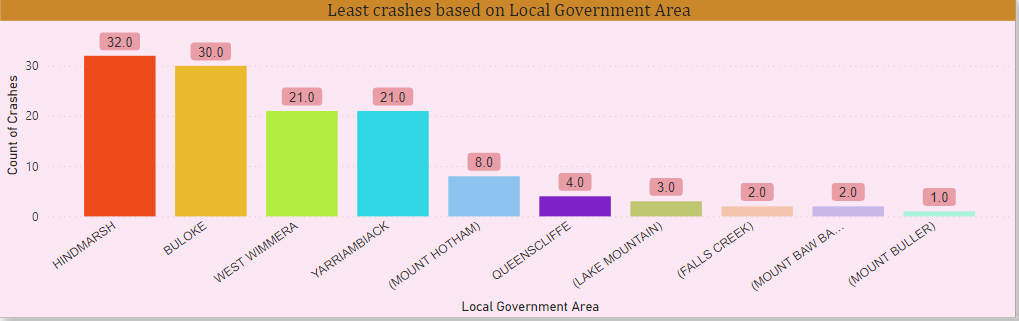 Least crashes based on Local Government Area
Count of Crashes
30
20
10
0
32.0
30.0
21.0
21.0
8.0
4.0
3.0
2.0
2.0
1.0
HINDMARSH
BULOKE
WEST WIMMERA
YARRIAMBIACK
(MOUNT HOTHAM)
QUEENSCLIFFE
(LAKE MOUNTAIN)
(FALLS CREEK)
(MOUNT BAW BA...
(MOUNT BULLER)
Local Government Area